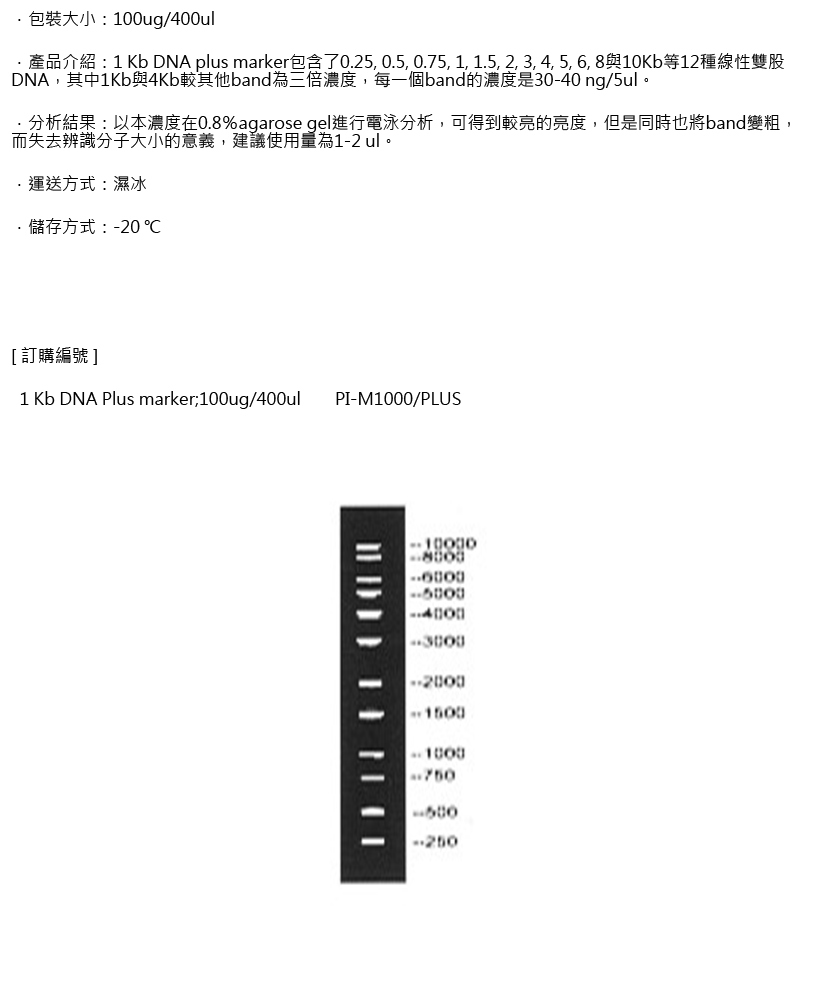 ．包裝大小：100ug/400ul
．產品介紹：1 Kb DNA plus marker包含了0.25, 0.5, 0.75, 1, 1.5, 2, 3, 4, 5, 6, 8與10Kb等12種線性雙股
DNA，其中1Kb與4Kb較其他band為三倍濃度，每一個band的濃度是30-40 ng/5ul。
．分析結果：以本濃度在0.8%agarose gel進行電泳分析，可得到較亮的亮度，但是同時也將band變粗，
而失去辨識分子大小的意義，建議使用量為1-2 ul。
．運送方式：濕冰
．儲存方式：-20 ℃
[ 訂購編號 ]
1 Kb DNA Plus marker;100ug/400ul PI-M1000/PLUS
--10000
--8000
--6000
--5000
--4000
--3000
--2000
--1500
--1000
--750
--500
--250